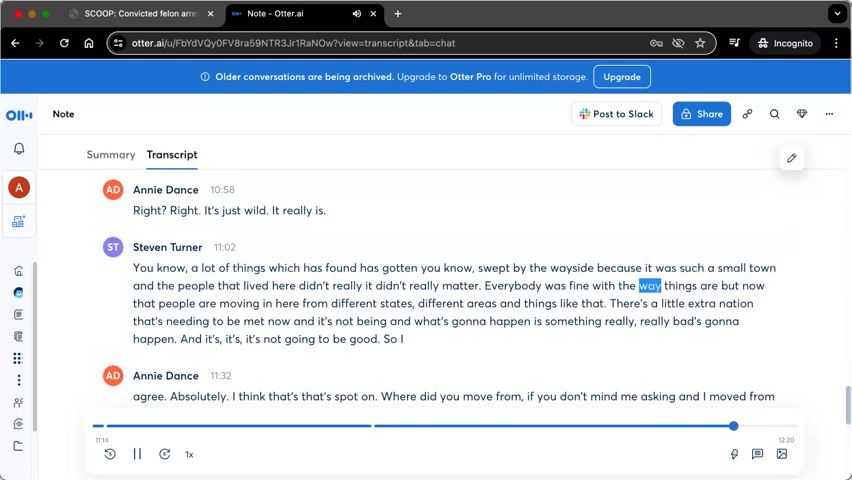 SCOOP: Convicted felon arre
Note - Otter.ai
otter.ai/u/FbYdVQy0FV8ra59NTR3Jr1RaNOw?view=transcript&tab=chat
Incognito
Older conversations are being archived. Upgrade to Otter Pro for unlimited storage.
Upgrade
Note
Post to Slack
Share
Summary
Transcript
A
AD
Annie Dance
10:58
Right? Right. It's just wild. It really is.
ST
Steven Turner
11:02
You know, a lot of things which has found has gotten you know, swept by the wayside because it was such a small town
and the people that lived here didn't really it didn't really matter. Everybody was fine with the way things are but now
that people are moving in here from different states, different areas and things like that. There's a little extra nation
that's needing to be met now and it's not being and what's gonna happen is something really, really bad's gonna
happen. And it's, it's, it's not going to be good. So I
AD
Annie Dance
11:32
agree. Absolutely. I think that's that's spot on. Where did you move from, if you don't mind me asking and I moved from
11:14
12:20
5
5
1x